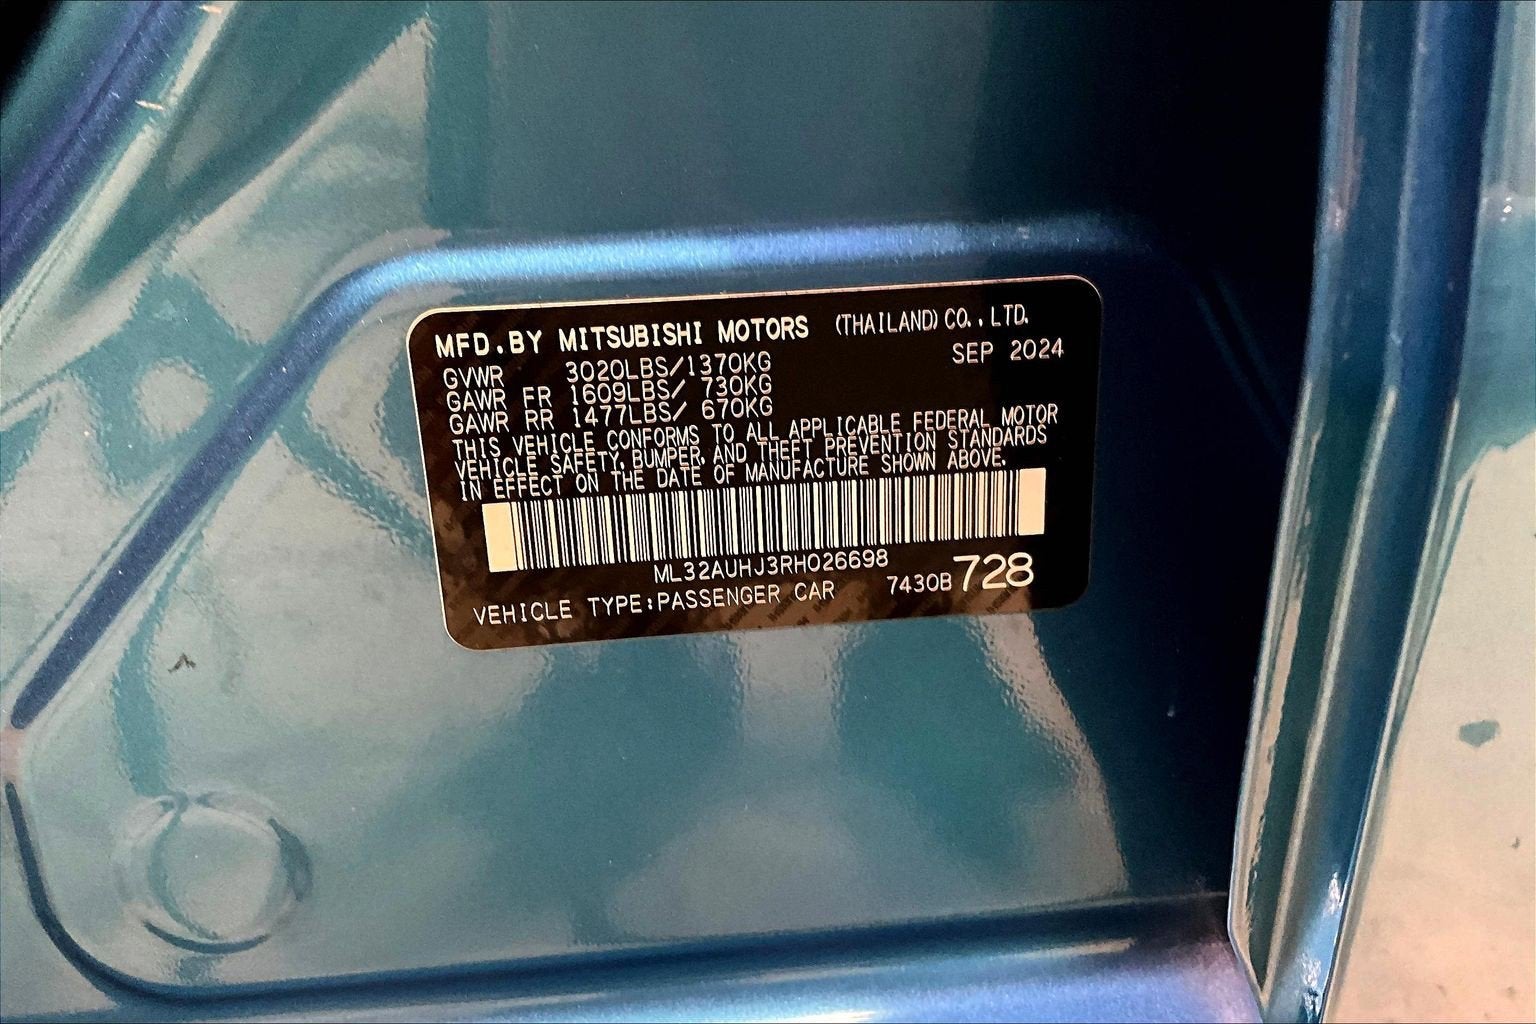 MFD.BY MITSUBISHI MOTORS (THAILAND) CO., LTD.
SEP 2024
GVWR 3020LBS/1370KG
GAWR FR 1609LBS/ 730KG
GAWR RR 1477LBS/ 670KG
THIS VEHICLE CONFORMS TO ALL APPLICABLE FEDERAL MOTOR
VEHICLE SAFETY, BUMPER, AND THEFT PREVENTION STANDARDS
IN EFFECT ON THE DATE OF MANUFACTURE SHOWN ABOVE.
ML32AUHJ3RH026698
VEHICLE TYPE:PASSENGER CAR 7430B 728